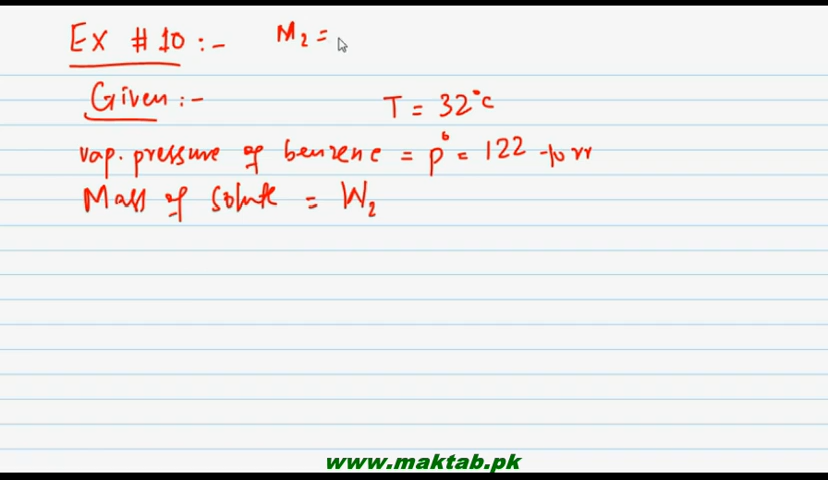 Ex # 10 :-   M₂ =
Given :-   T = 32°C
Vap. pressure of benzene = p° = 122 torr
Mass of solute = W₂
www.maktab.pk